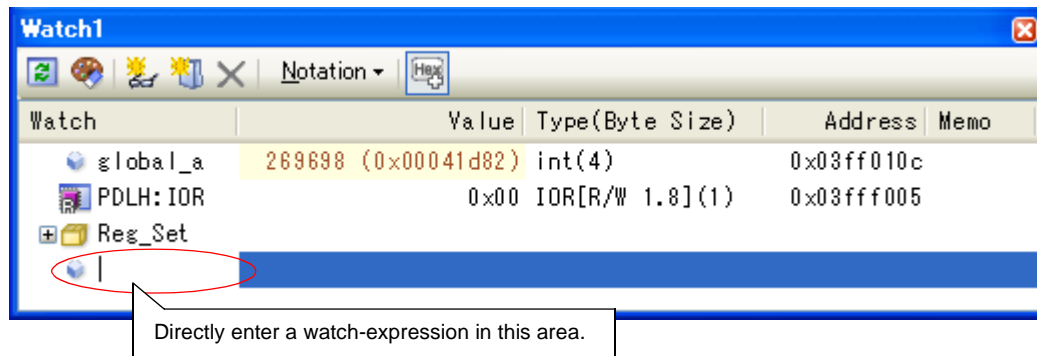 Watch1
Notation Hex
Watch Value Type(Byte Size) Address Memo
global_a 269698 (0x00041d82) int(4) 0x03ff010c
PDLH:IOR 0x00 IOR[R/W 1.8](1) 0x03fff005
Reg_Set
Directly enter a watch-expression in this area.